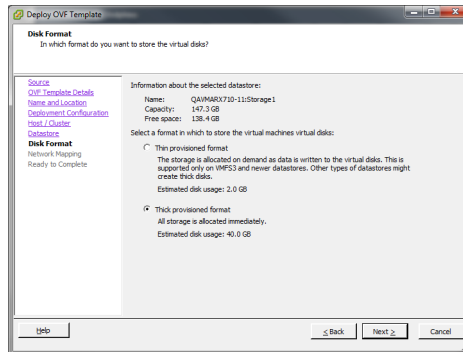 Deploy OVF Template
Disk Format
In which format do you want to store the virtual disks?
Source
OVF Template Details
Name and Location
Deployment Configuration
Host / Cluster
Datastore
Disk Format
Network Mapping
Ready to Complete
Information about the selected datastore:
Name: QAVMARX710-11:Storage1
Capacity: 147.3 GB
Free space: 138.4 GB
Select a format in which to store the virtual machines virtual disks:
Thin provisioned format
The storage is allocated on demand as data is written to the virtual disks. This is
supported only on VMFS3 and newer datastores. Other types of datastores might
create thick disks.
Estimated disk usage: 2.0 GB
Thick provisioned format
All storage is allocated immediately.
Estimated disk usage: 40.0 GB
Help
< Back
Next >
Cancel